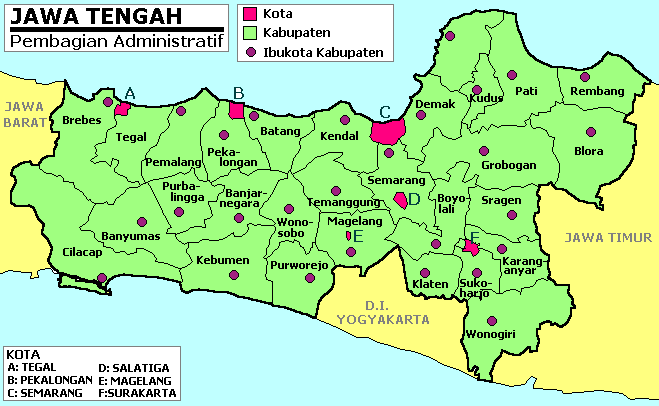 JAWA TENGAH
Pembagian Administratif
Kota
Kabupaten
Ibukota Kabupaten
JAWA
BARAT
Brebes
A
Tegal
Pemalang
B
Peka-
longan
Batang
Kendal
C
Demak
Kudus
Pati
Rembang
Blora
Grobogan
Semarang
Purba-
lingga
Banjar-
negara
Temanggung
D
Boyo-
lali
Sragen
Banyumas
Wono-
sobo
Magelang
E
F
Cilacap
Kebumen
Purworejo
Klaten
Suko-
harjo
Karang-
anyar
Wonogiri
JAWA TIMUR
D.I.
YOGYAKARTA
KOTA
A: TEGAL
B: PEKALONGAN
C: SEMARANG
D: SALATIGA
E: MAGELANG
F:SURAKARTA